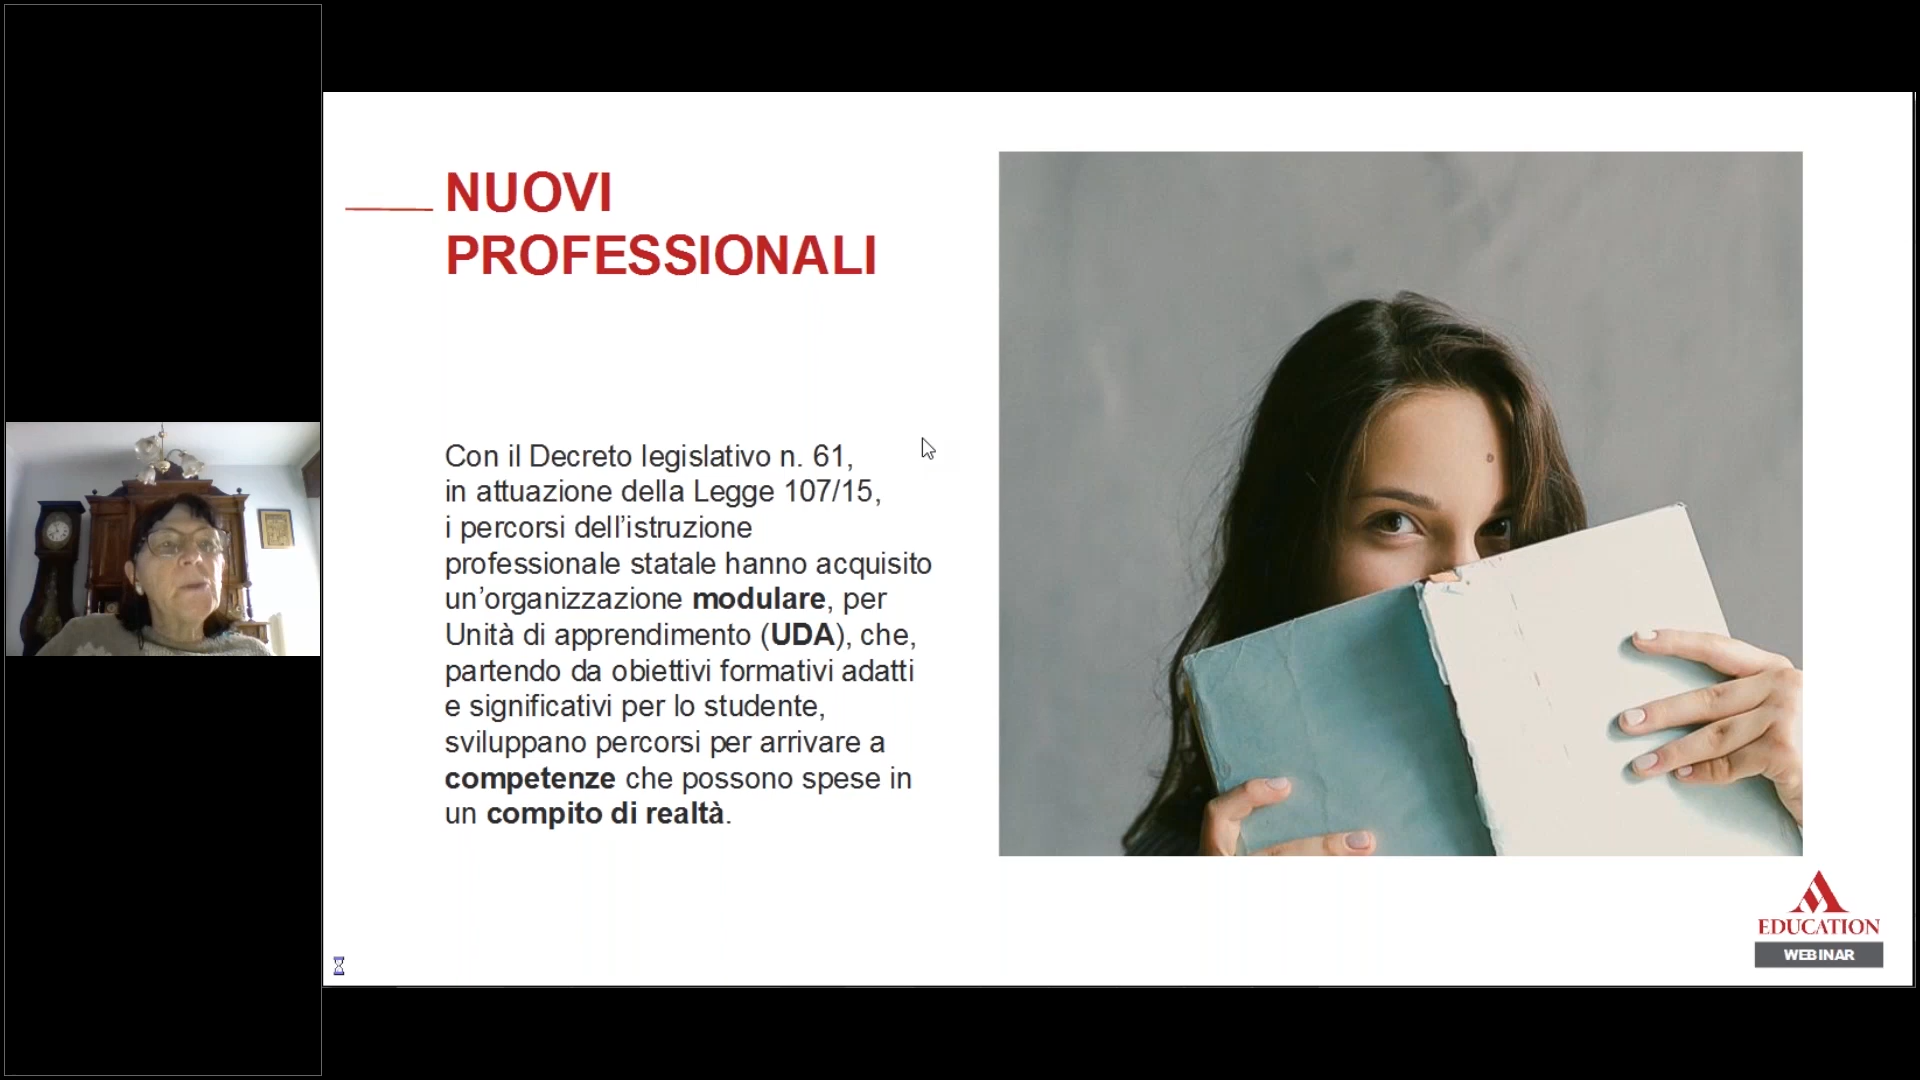 NUOVI
PROFESSIONALI
Con il Decreto legislativo n. 61,
in attuazione della Legge 107/15,
i percorsi dell’istruzione
professionale statale hanno acquisito
un’organizzazione modulare, per
Unità di apprendimento (UDA), che,
partendo da obiettivi formativi adatti
e significativi per lo studente,
sviluppano percorsi per arrivare a
competenze che possono spese in
un compito di realtà.
EDUCATION
WEBINAR